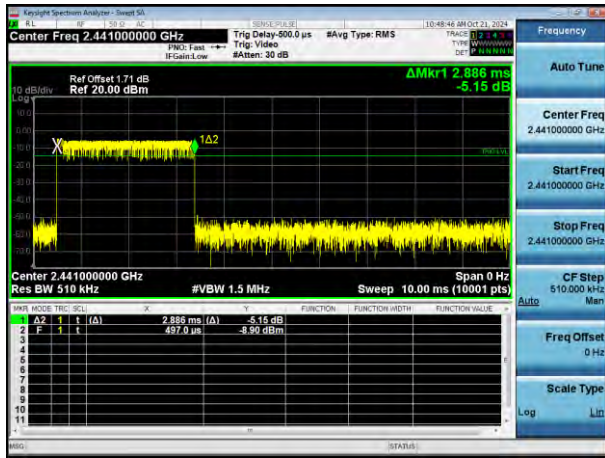 Keysight Spectrum Analyzer - Swept SA
RL RF 50 Ω AC SENSE:PULSE 10:48:46 AM Oct 21, 2024
Center Freq 2.441000000 GHz
PNO: Fast
IFGain:Low
Trig Delay-500.0 µs
Trig: Video
#Atten: 30 dB
#Avg Type: RMS
TRACE 1 2 3 4 5 6
TYPE WWWWWW
DET P NNNNN
ΔMkr1 2.886 ms
-5.15 dB
Ref Offset 1.71 dB
10 dB/div Ref 20.00 dBm
Log
10.0
0.00
-10.0
-20.0
-30.0
-40.0
-50.0
-60.0
-70.0
1Δ2
Center 2.441000000 GHz
Span 0 Hz
Res BW 510 kHz
#VBW 1.5 MHz
Sweep 10.00 ms (10001 pts)
MKR MODE TRC SCL X Y FUNCTION FUNCTION WIDTH FUNCTION VALUE
1 Δ2 1 t (Δ) 2.886 ms (Δ) -5.15 dB
2 F 1 t 497.0 µs -8.90 dBm
3
4
5
6
7
8
9
10
11
MSG STATUS
Frequency
Auto Tune
Center Freq
2.441000000 GHz
Start Freq
2.441000000 GHz
Stop Freq
2.441000000 GHz
CF Step
510.000 kHz
Auto Man
Freq Offset
0 Hz
Scale Type
Log Lin